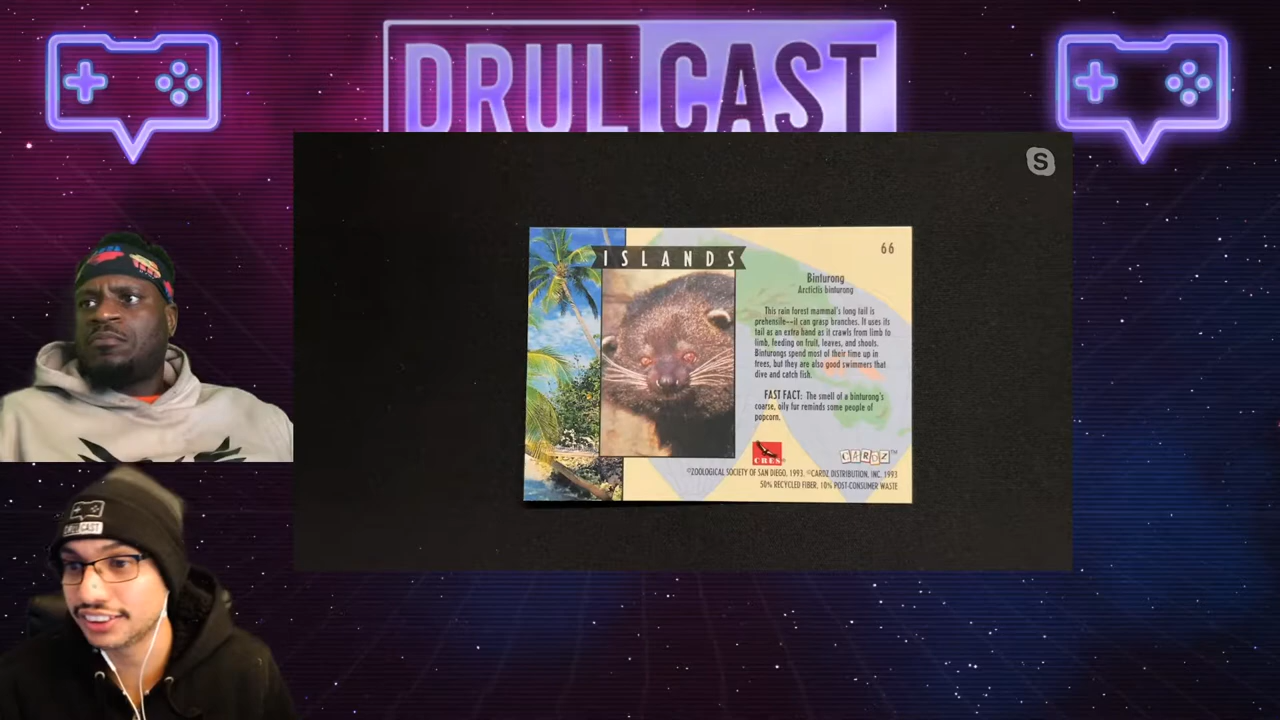 DRUL CAST
S
ISLANDS
66
Binturong
Arctictis binturong
This rain forest mammal's long tail is
prehensile—it can grasp branches. It uses its
tail as an extra hand as it crawls from limb to
limb, feeding on fruit, leaves, and shoots.
Binturongs spend most of their time up in
trees, but they are also good swimmers that
dive and catch fish.
FAST FACT: The smell of a binturong's
coarse, oily fur reminds some people of
popcorn.
CRES®
CARDZ™
©ZOOLOGICAL SOCIETY OF SAN DIEGO, 1993. ©CARDZ DISTRIBUTION, INC. 1993
50% RECYCLED FIBER, 10% POST-CONSUMER WASTE
CAST